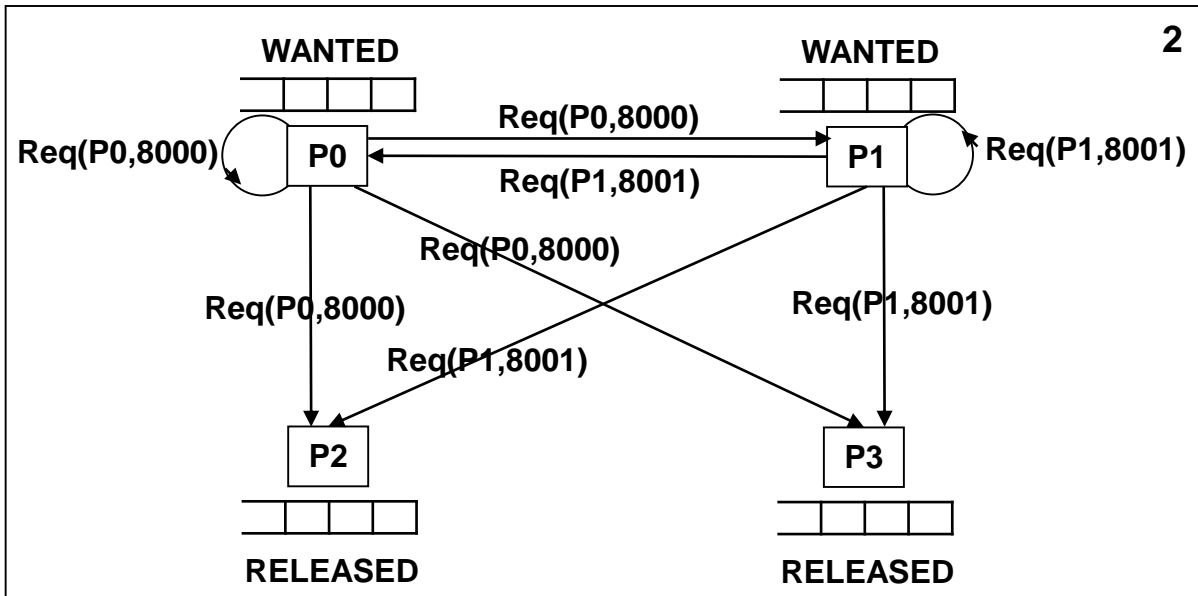 2
WANTED
WANTED
Req(P0,8000)
Req(P0,8000)
P0
P1
Req(P1,8001)
Req(P1,8001)
Req(P0,8000)
Req(P0,8000)
Req(P1,8001)
Req(P1,8001)
P2
P3
RELEASED
RELEASED